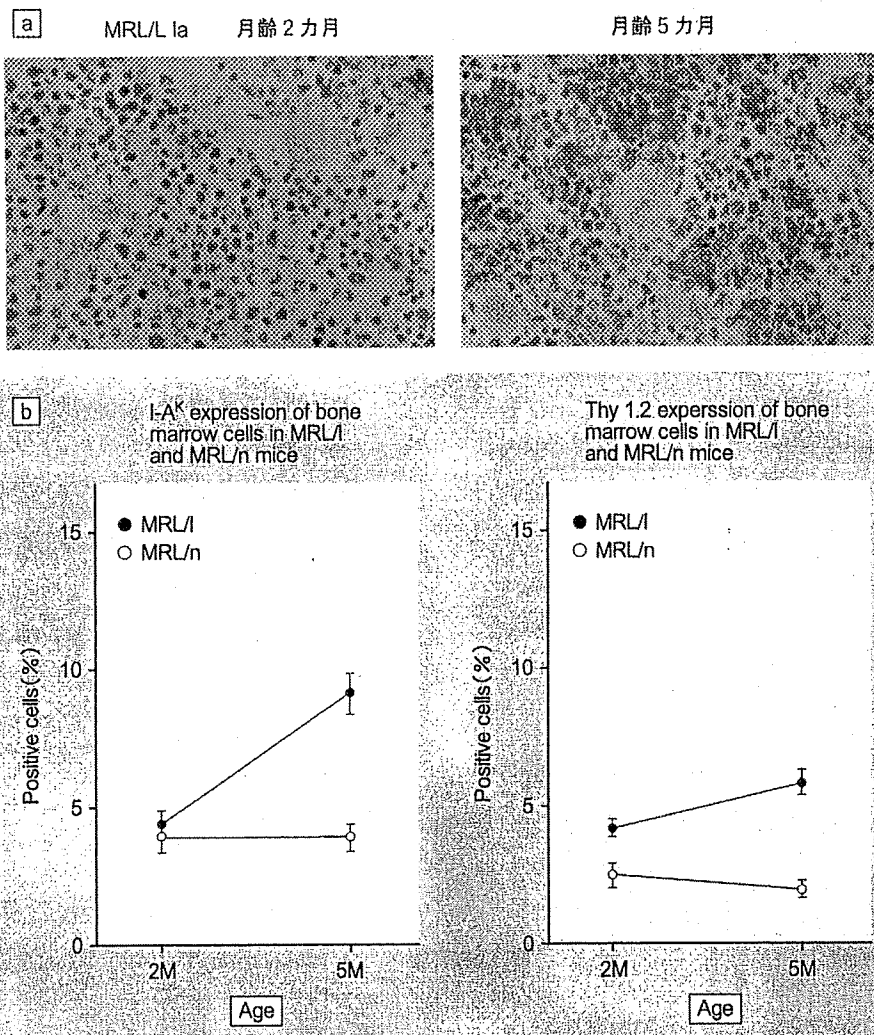 a
MRL/L Ia 月齢2カ月
月齢5カ月
b
I-Aᴷ expression of bone
marrow cells in MRL/l
and MRL/n mice
Positive cells (%)
15
10
5
0
● MRL/l
○ MRL/n
2M 5M
Age
Thy 1.2 experssion of bone
marrow cells in MRL/l
and MRL/n mice
Positive cells (%)
15
10
5
0
● MRL/l
○ MRL/n
2M 5M
Age